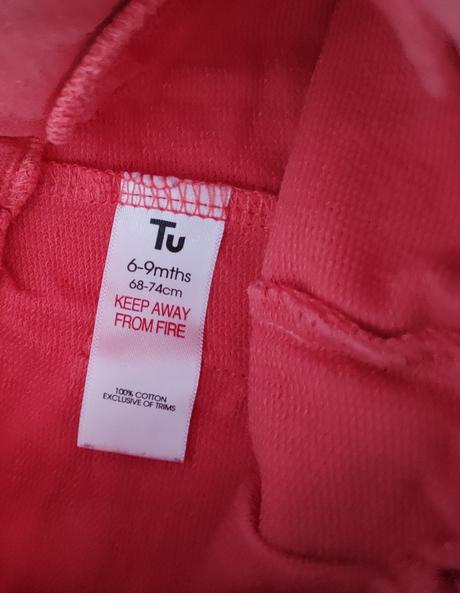 Tu
6-9mths
68-74cm
KEEP AWAY
FROM FIRE
100% COTTON
EXCLUSIVE OF TRIMS